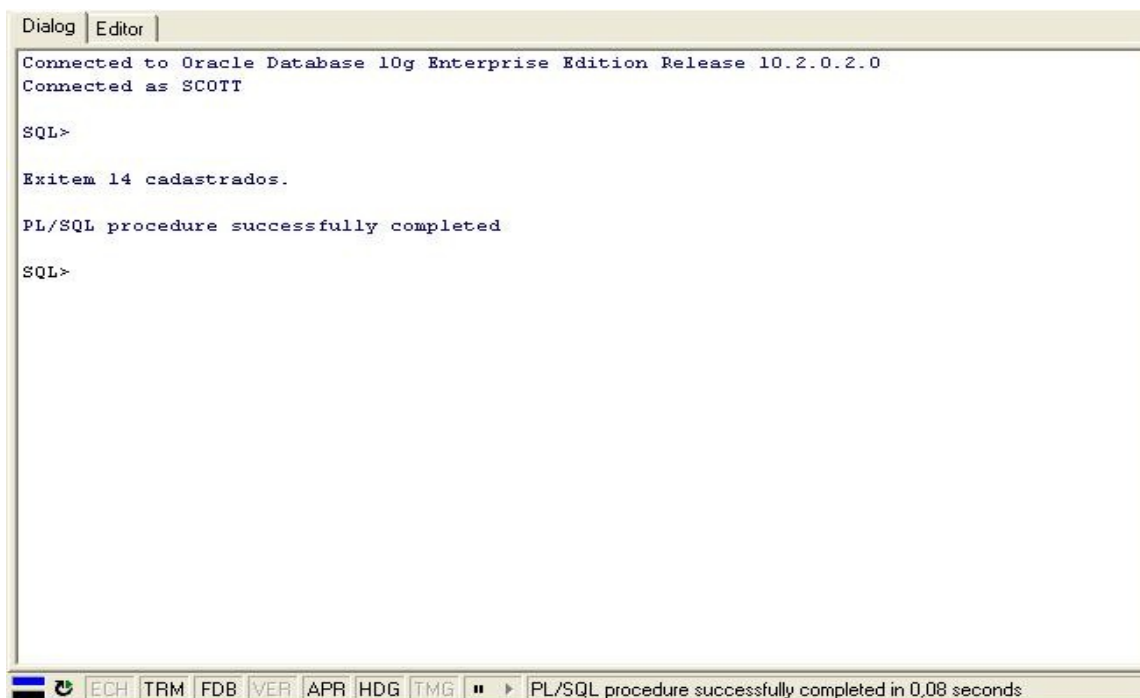 Dialog Editor
Connected to Oracle Database 10g Enterprise Edition Release 10.2.0.2.0
Connected as SCOTT
SQL>
Exitem 14 cadastrados.
PL/SQL procedure successfully completed
SQL>
ECH TRM FDB VER APR HDG TMG PL/SQL procedure successfully completed in 0,08 seconds